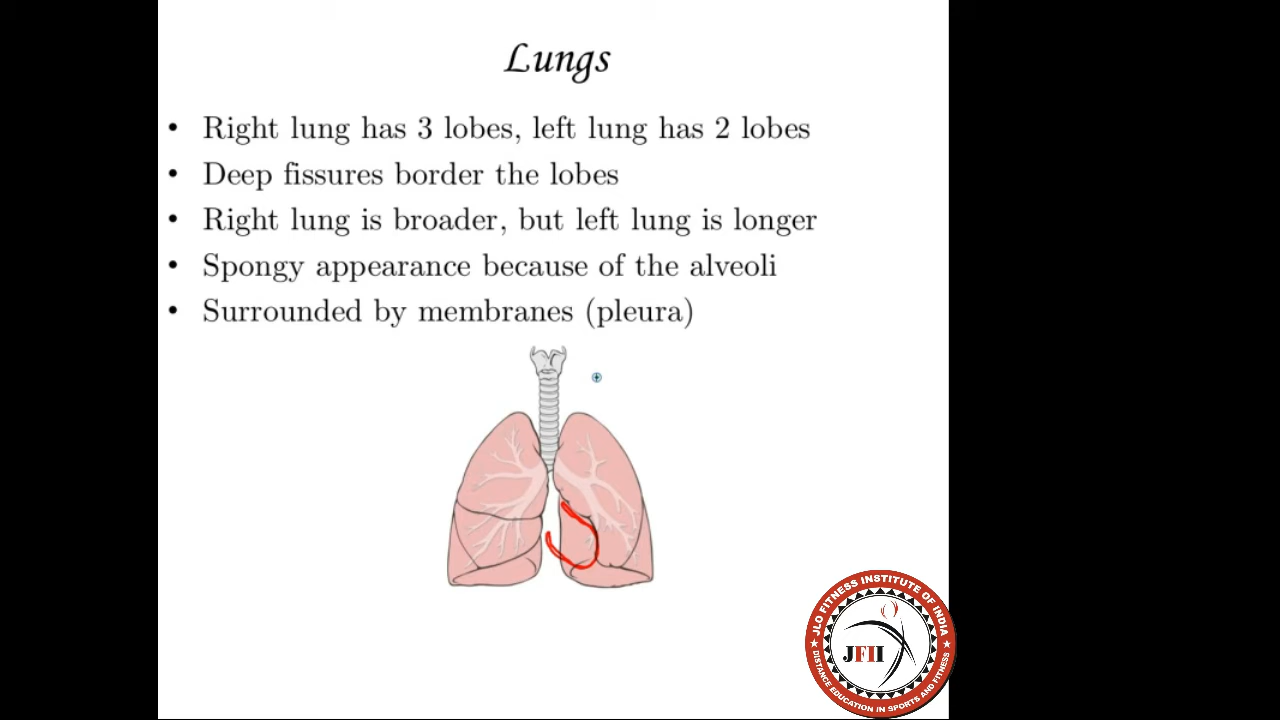 Lungs
• Right lung has 3 lobes, left lung has 2 lobes
• Deep fissures border the lobes
• Right lung is broader, but left lung is longer
• Spongy appearance because of the alveoli
• Surrounded by membranes (pleura)
JLO FITNESS INSTITUTE OF INDIA
JFII
DISTANCE EDUCATION IN SPORTS AND FITNESS